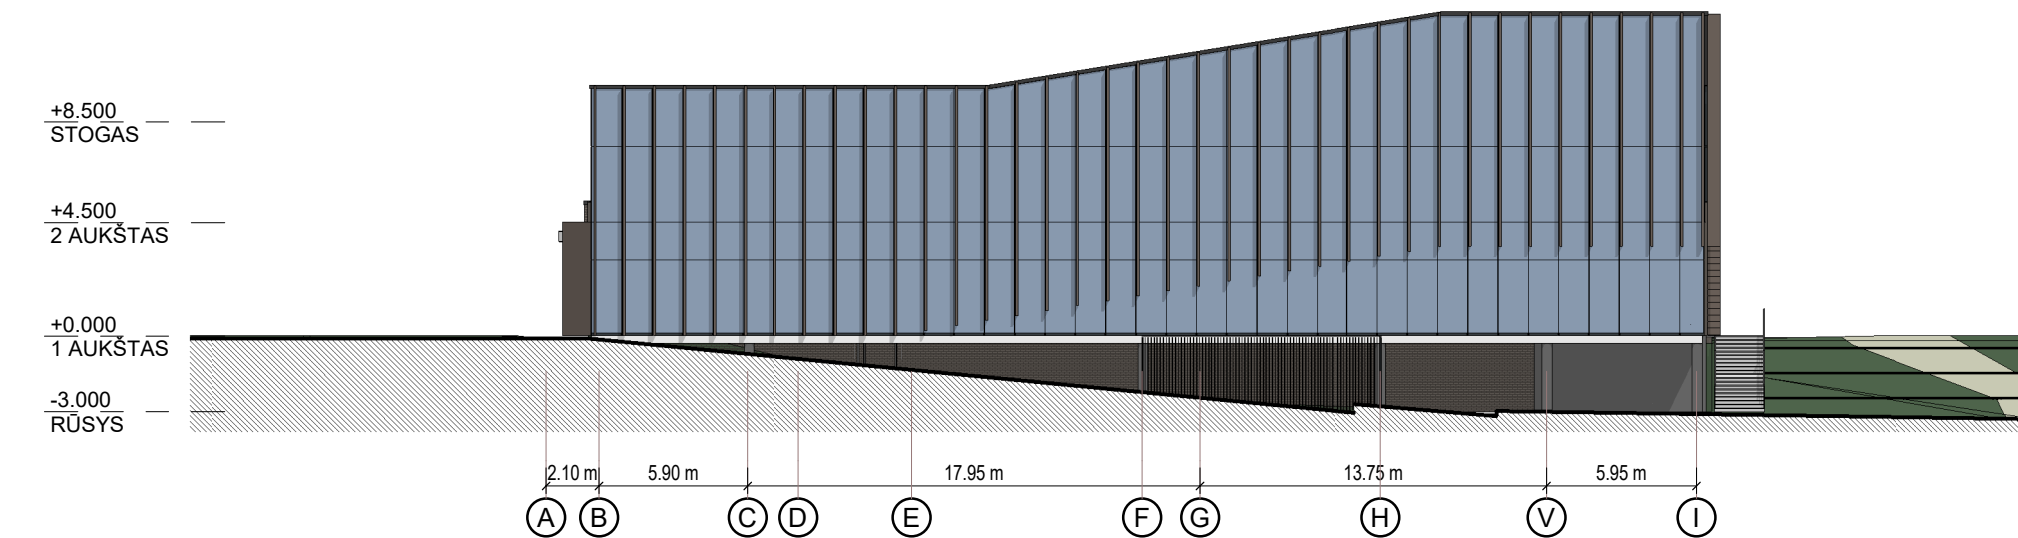 +8.500
STOGAS
+4.500
2 AUKŠTAS
+0.000
1 AUKŠTAS
-3.000
RŪSYS
2.10 m 5.90 m 17.95 m 13.75 m 5.95 m
A B C D E F G H V I